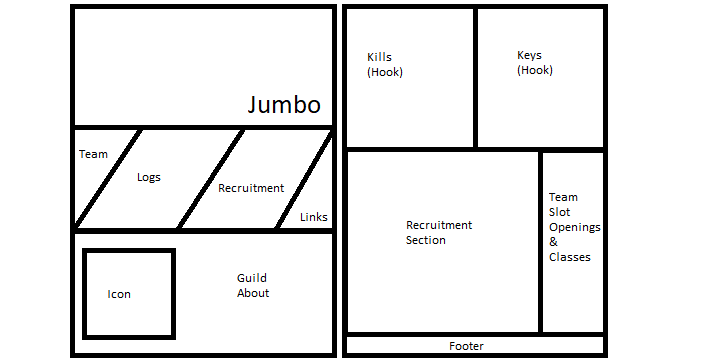 Jumbo
Team
Logs
Recruitment
Links
Icon
Guild
About
Kills
(Hook)
Keys
(Hook)
Recruitment
Section
Team
Slot
Openings
&
Classes
Footer